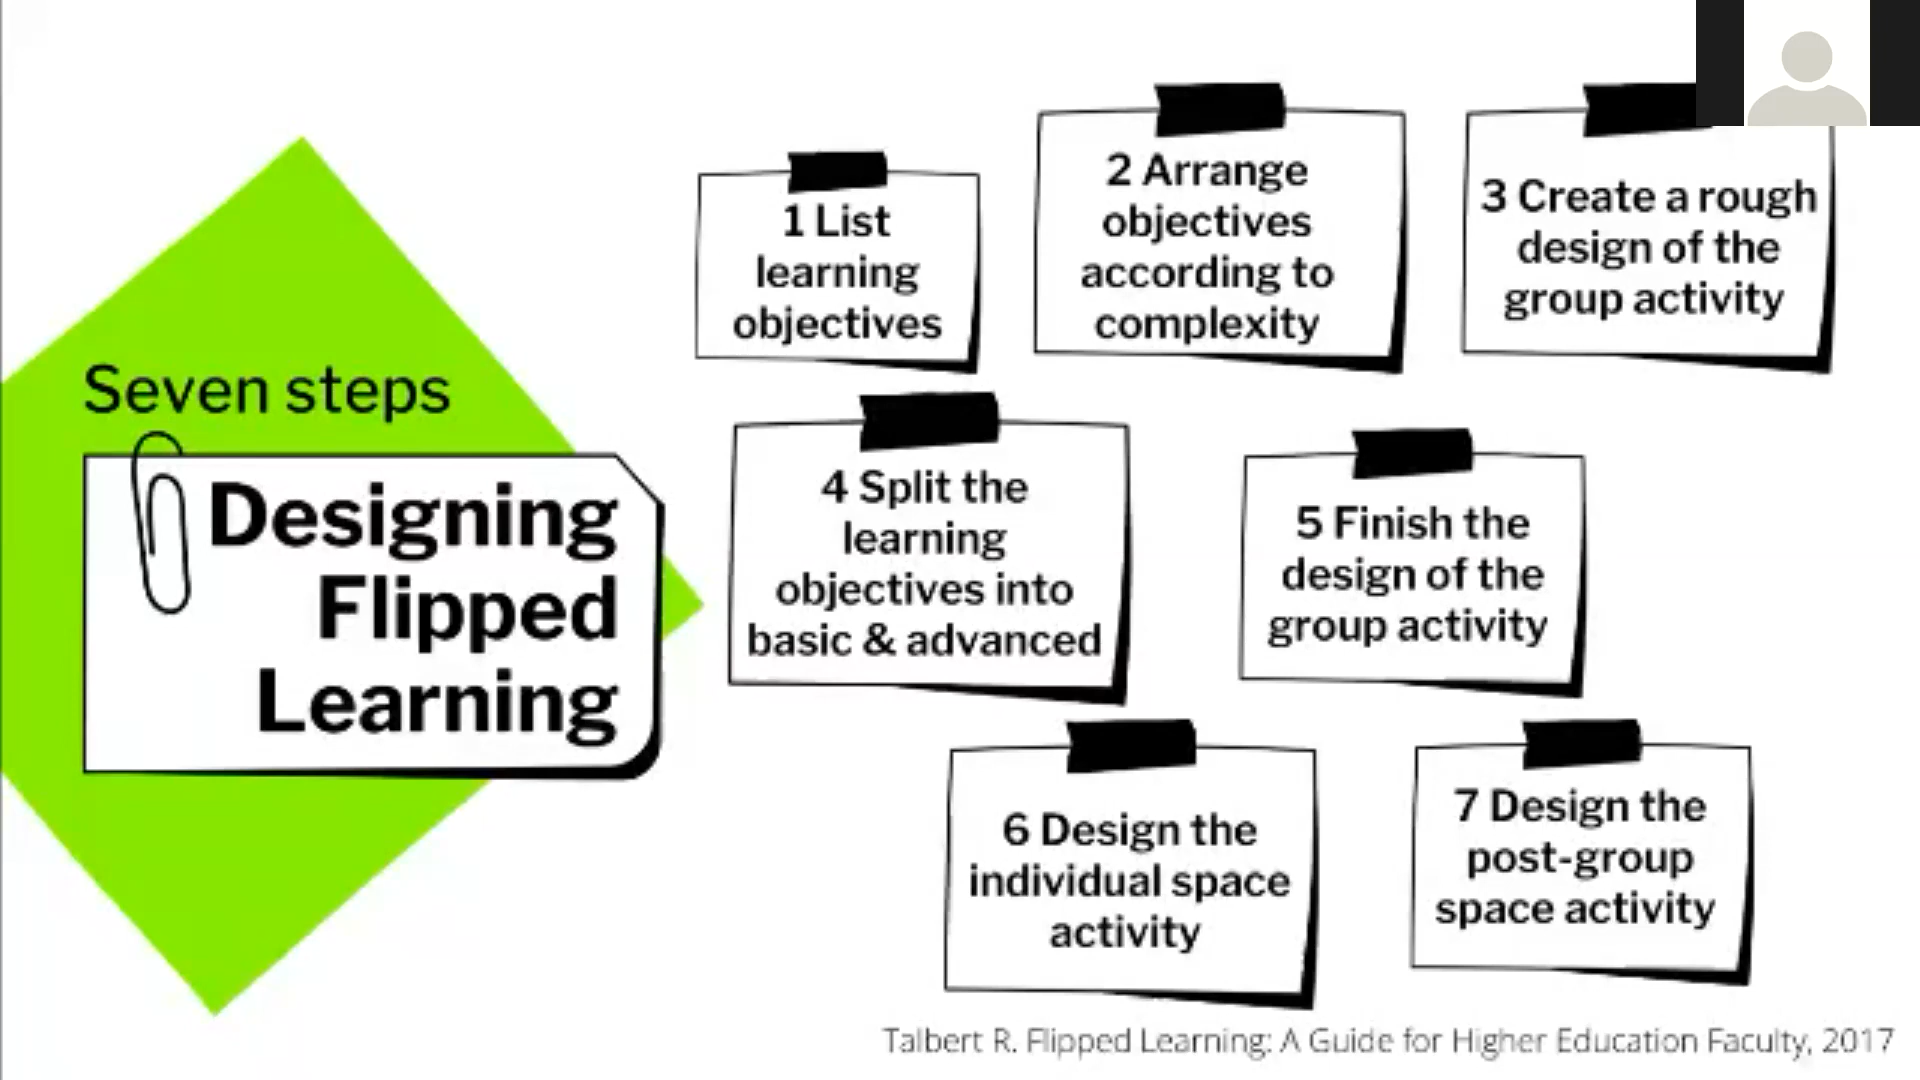 Seven steps
Designing
Flipped
Learning
1 List
learning
objectives
2 Arrange
objectives
according to
complexity
3 Create a rough
design of the
group activity
4 Split the
learning
objectives into
basic & advanced
5 Finish the
design of the
group activity
6 Design the
individual space
activity
7 Design the
post-group
space activity
Talbert R. Flipped Learning: A Guide for Higher Education Faculty, 2017